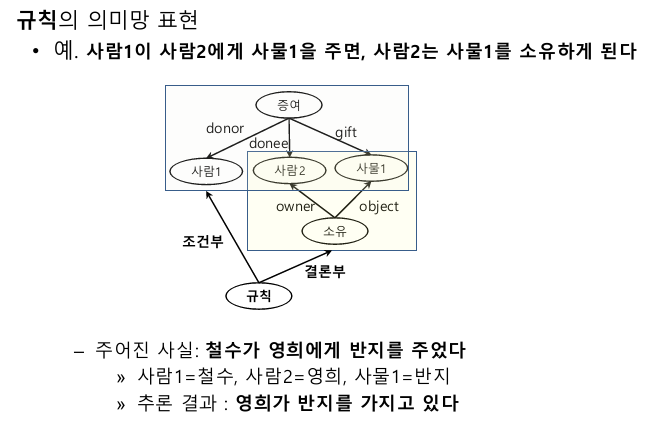 규칙의 의미망 표현
• 예. 사람1이 사람2에게 사물1을 주면, 사람2는 사물1를 소유하게 된다
증여
donor
donee
gift
사람1
사람2
사물1
owner
object
소유
조건부
결론부
규칙
– 주어진 사실: 철수가 영희에게 반지를 주었다
» 사람1=철수, 사람2=영희, 사물1=반지
» 추론 결과 : 영희가 반지를 가지고 있다